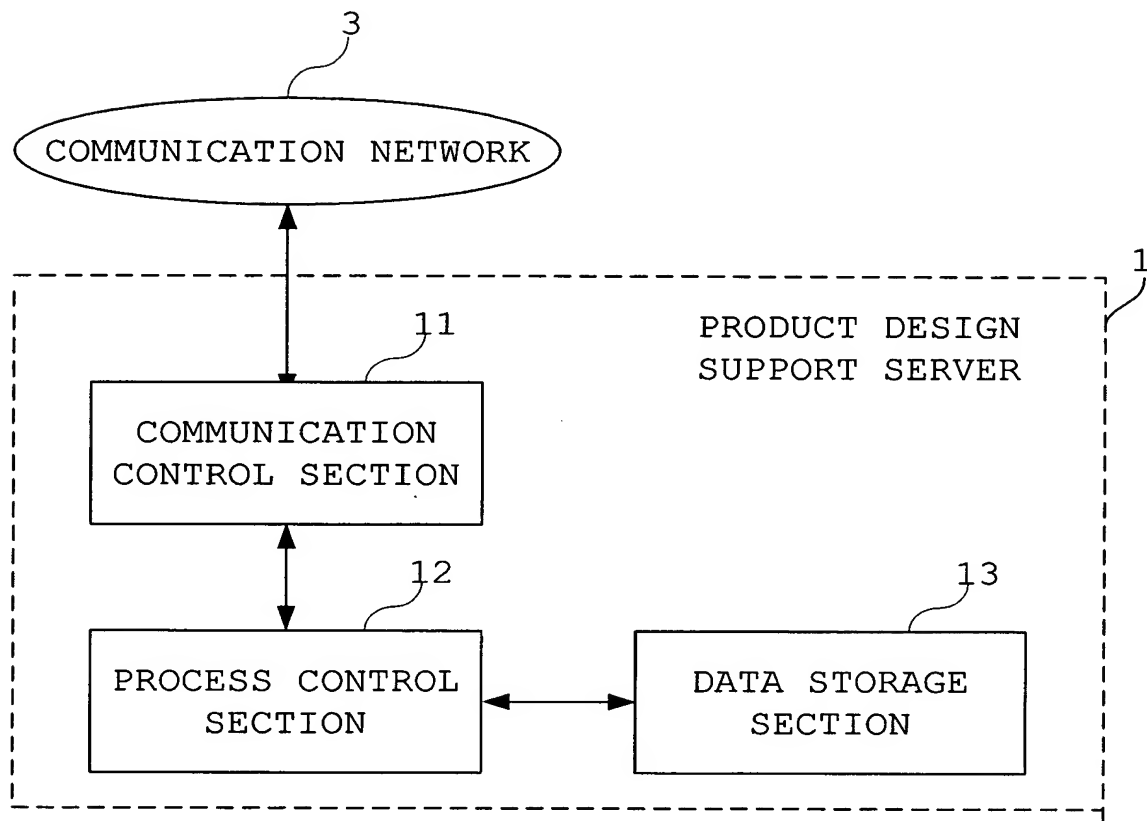 3
COMMUNICATION NETWORK
1
PRODUCT DESIGN
SUPPORT SERVER
11
COMMUNICATION
CONTROL SECTION
12
PROCESS CONTROL
SECTION
13
DATA STORAGE
SECTION